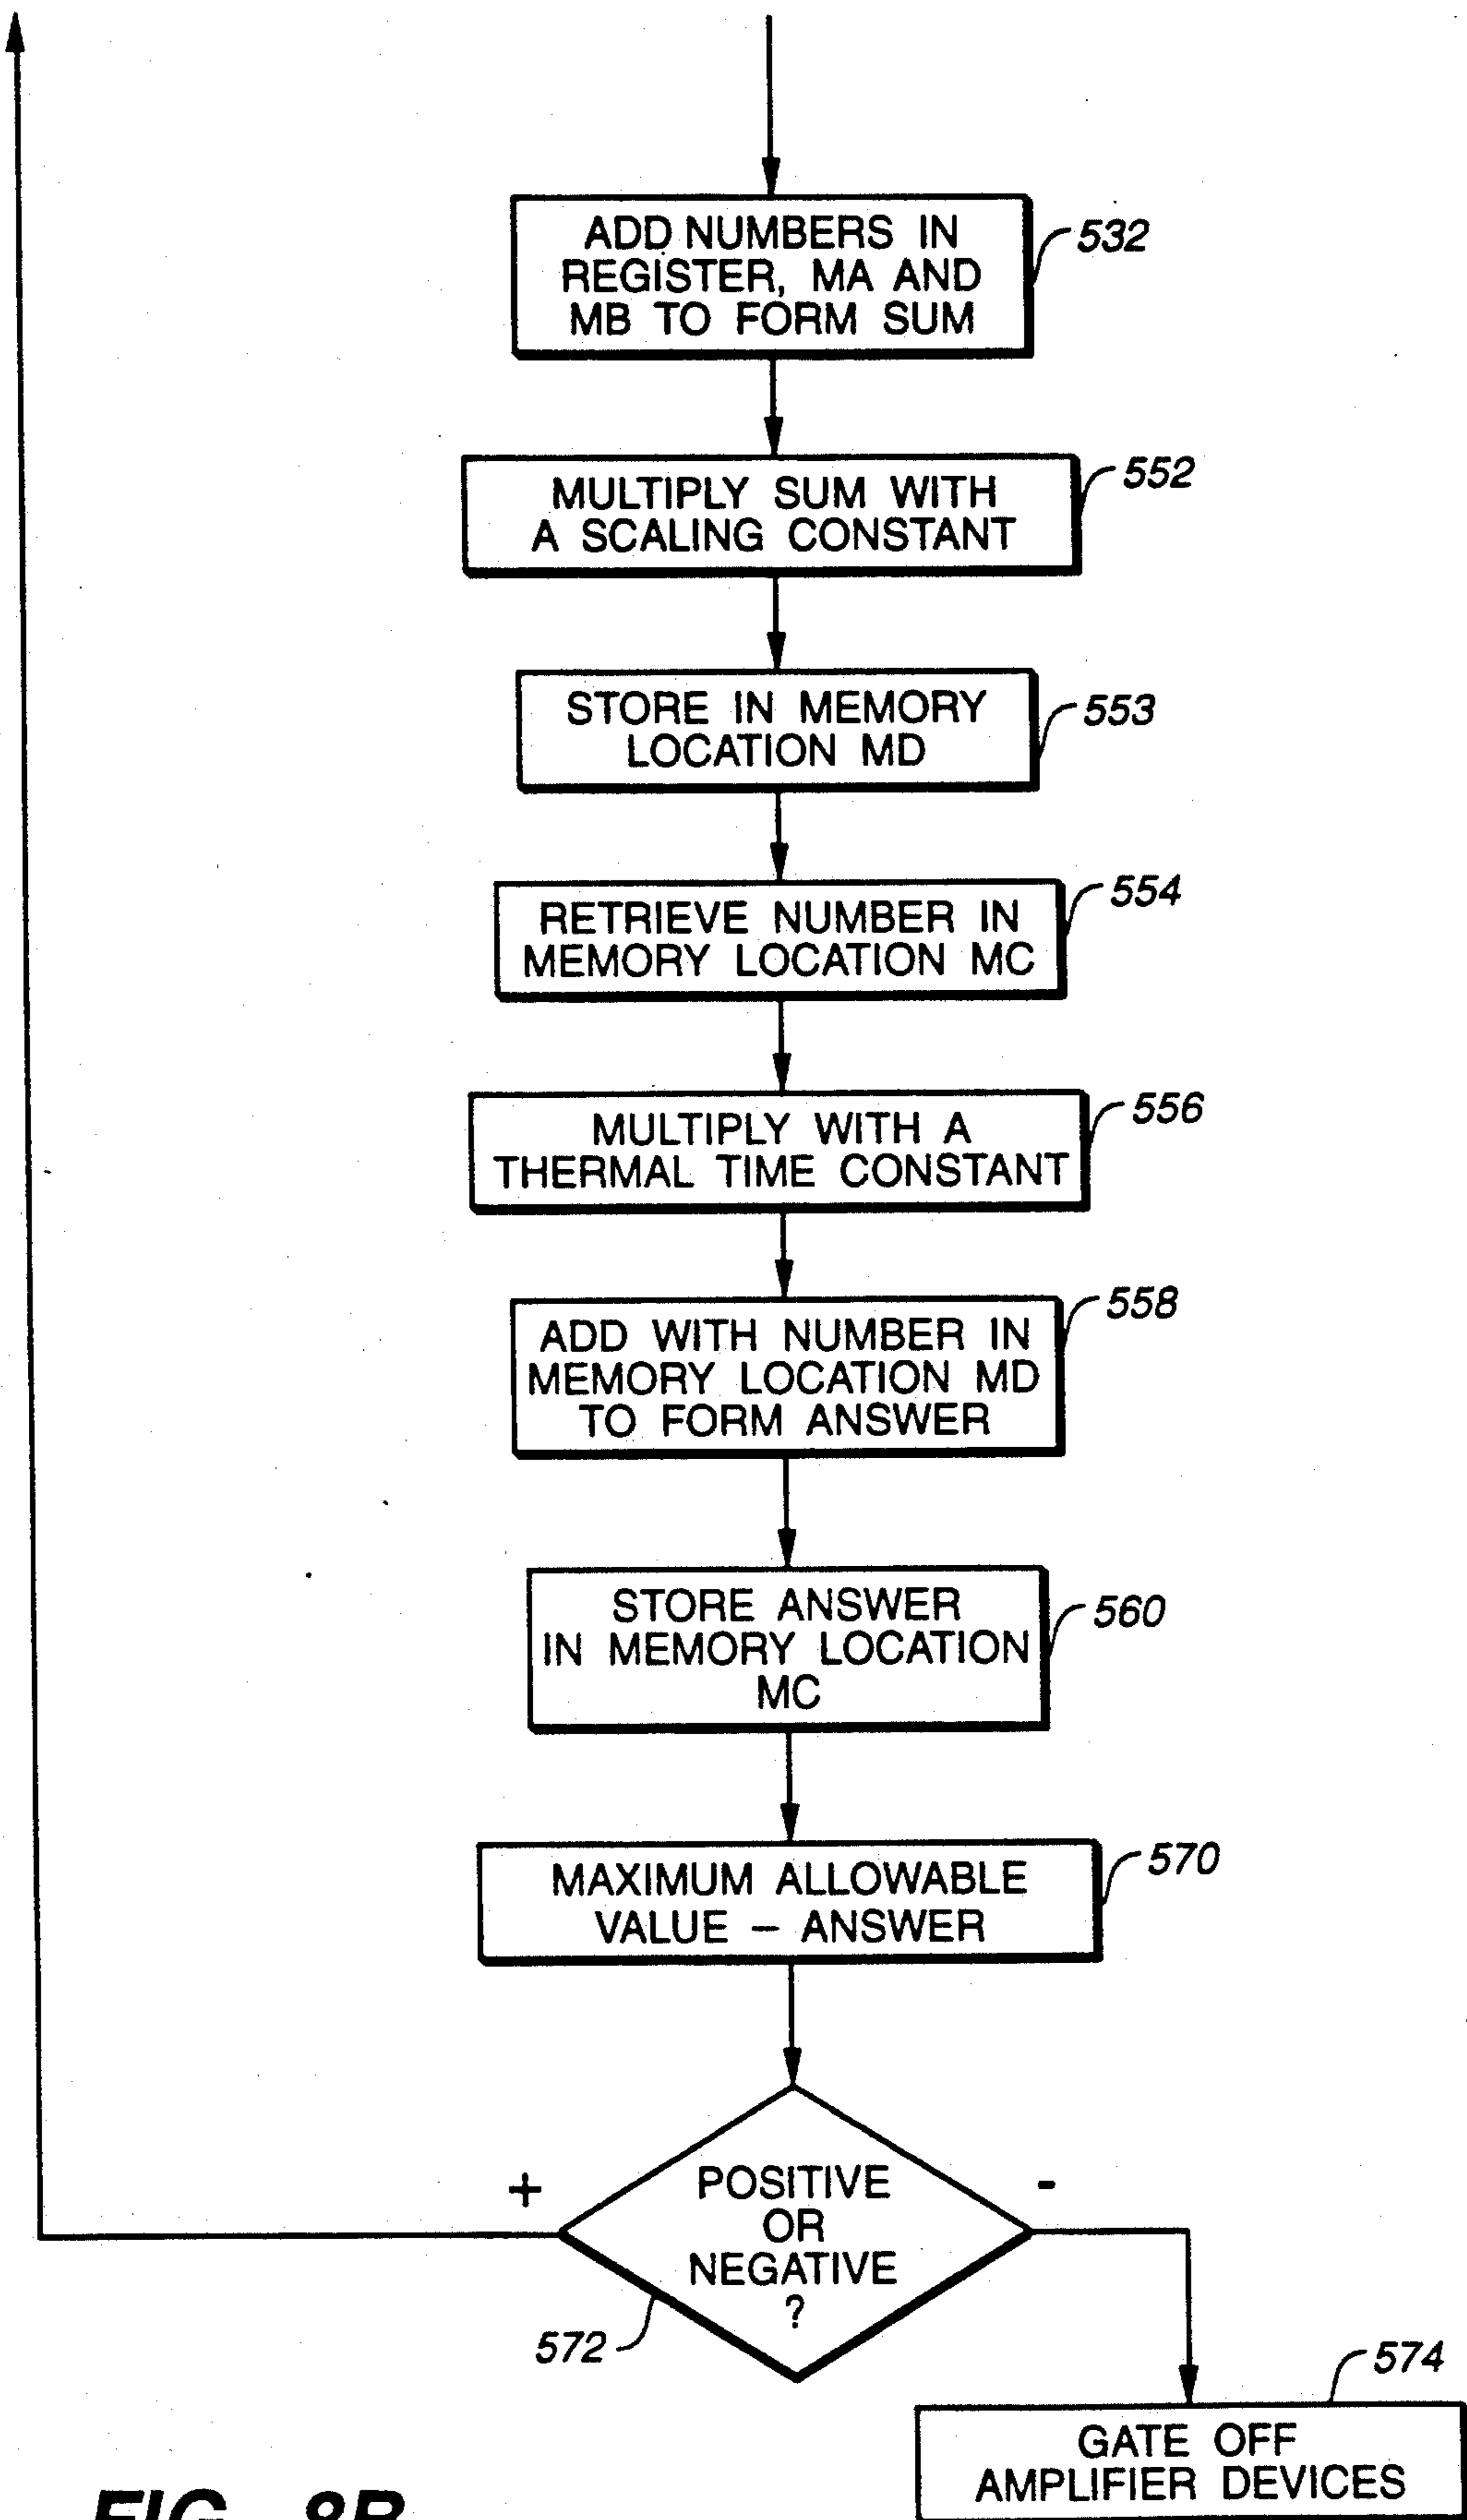 ADD NUMBERS IN
REGISTER, MA AND
MB TO FORM SUM
532
MULTIPLY SUM WITH
A SCALING CONSTANT
552
STORE IN MEMORY
LOCATION MD
553
RETRIEVE NUMBER IN
MEMORY LOCATION MC
554
MULTIPLY WITH A
THERMAL TIME CONSTANT
556
ADD WITH NUMBER IN
MEMORY LOCATION MD
TO FORM ANSWER
558
STORE ANSWER
IN MEMORY LOCATION
MC
560
MAXIMUM ALLOWABLE
VALUE – ANSWER
570
+
-
POSITIVE
OR
NEGATIVE
?
572
574
GATE OFF
AMPLIFIER DEVICES
FIG. 8B